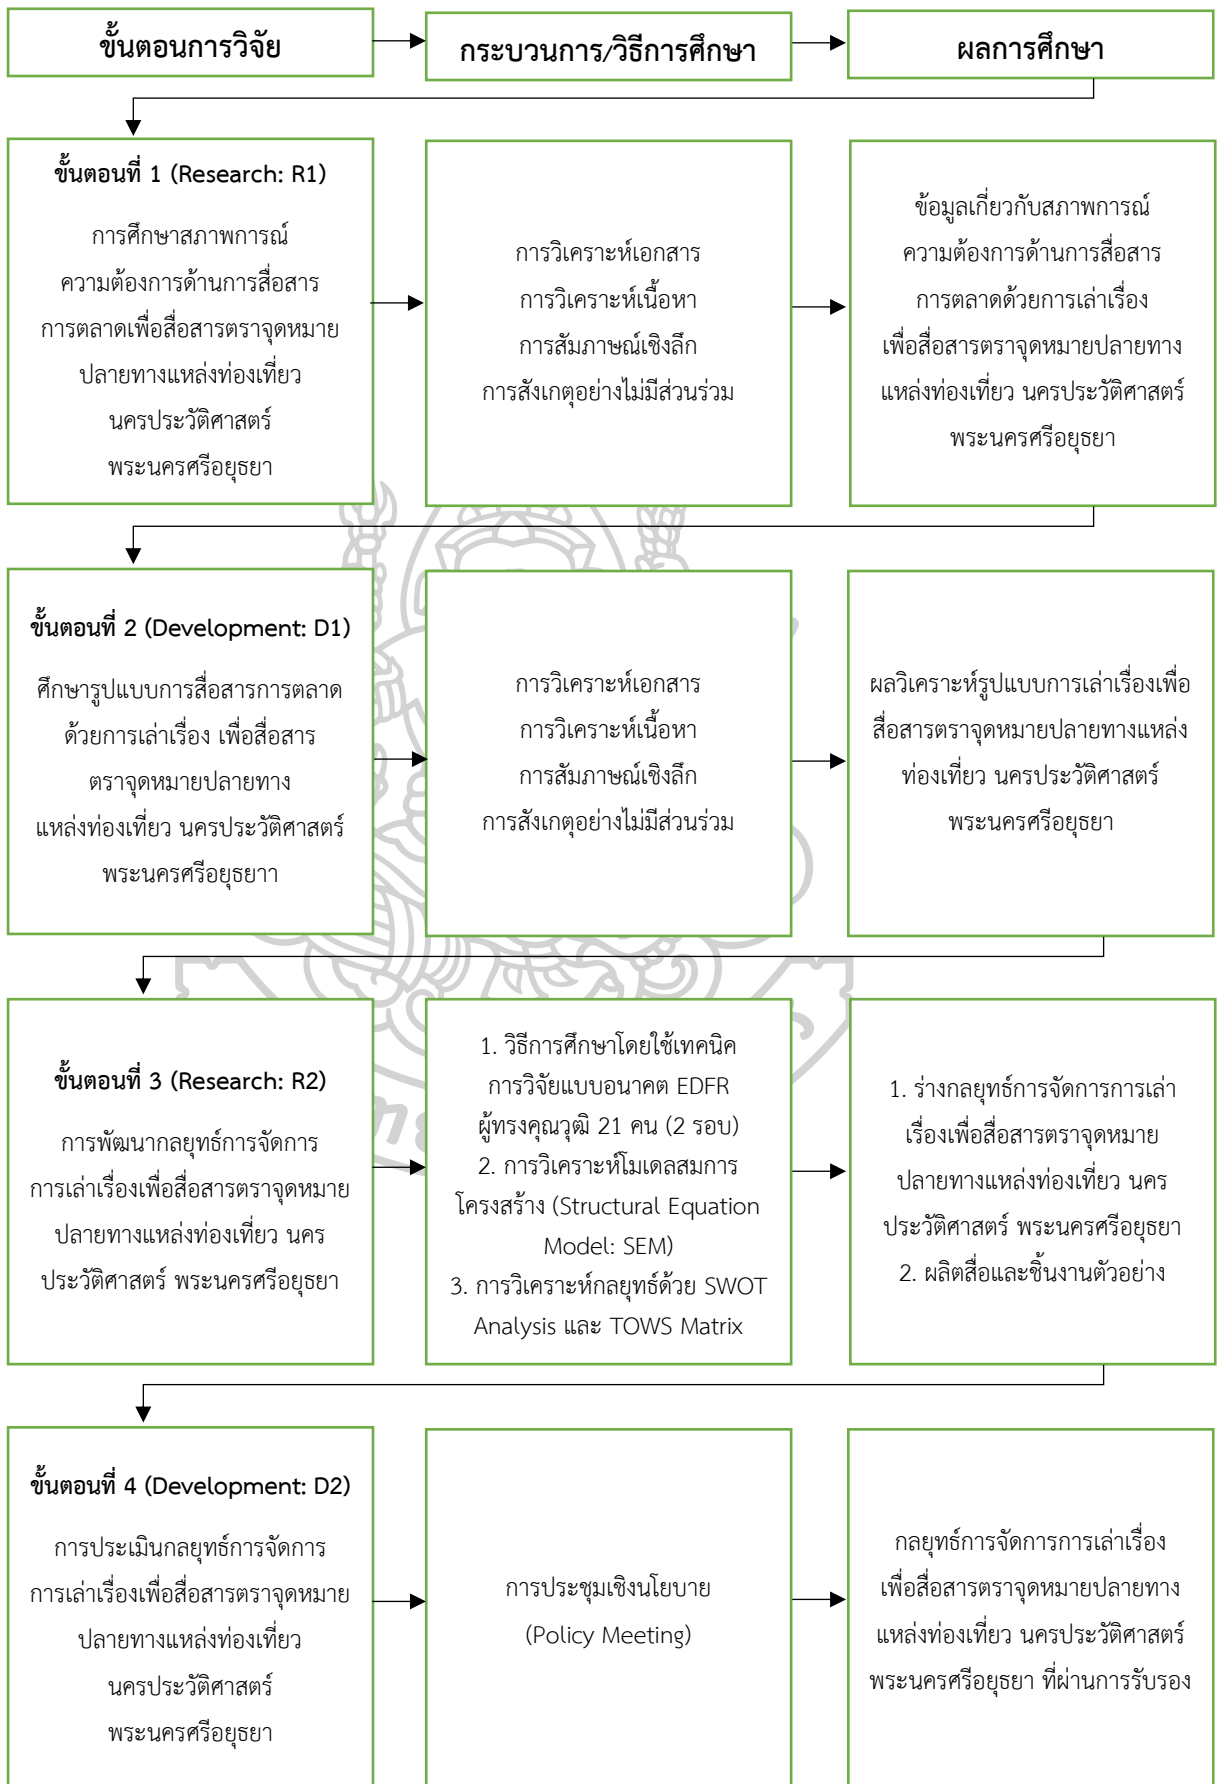 ขั้นตอนการวิจัย
กระบวนการ/วิธีการศึกษา
ผลการศึกษา
ขั้นตอนที่ 1 (Research: R1)
การศึกษาสภาพการณ์
ความต้องการด้านการสื่อสาร
การตลาดเพื่อสื่อสารตราจุดหมาย
ปลายทางแหล่งท่องเที่ยว
นครประวัติศาสตร์
พระนครศรีอยุธยา
การวิเคราะห์เอกสาร
การวิเคราะห์เนื้อหา
การสัมภาษณ์เชิงลึก
การสังเกตุอย่างไม่มีส่วนร่วม
ข้อมูลเกี่ยวกับสภาพการณ์
ความต้องการด้านการสื่อสาร
การตลาดด้วยการเล่าเรื่อง
เพื่อสื่อสารตราจุดหมายปลายทาง
แหล่งท่องเที่ยว นครประวัติศาสตร์
พระนครศรีอยุธยา
ขั้นตอนที่ 2 (Development: D1)
ศึกษารูปแบบการสื่อสารการตลาด
ด้วยการเล่าเรื่อง เพื่อสื่อสาร
ตราจุดหมายปลายทาง
แหล่งท่องเที่ยว นครประวัติศาสตร์
พระนครศรีอยุธยาา
การวิเคราะห์เอกสาร
การวิเคราะห์เนื้อหา
การสัมภาษณ์เชิงลึก
การสังเกตุอย่างไม่มีส่วนร่วม
ผลวิเคราะห์รูปแบบการเล่าเรื่องเพื่อ
สื่อสารตราจุดหมายปลายทางแหล่ง
ท่องเที่ยว นครประวัติศาสตร์
พระนครศรีอยุธยา
ขั้นตอนที่ 3 (Research: R2)
การพัฒนากลยุทธ์การจัดการ
การเล่าเรื่องเพื่อสื่อสารตราจุดหมาย
ปลายทางแหล่งท่องเที่ยว นคร
ประวัติศาสตร์ พระนครศรีอยุธยา
1. วิธีการศึกษาโดยใช้เทคนิค
การวิจัยแบบอนาคต EDFR
ผู้ทรงคุณวุฒิ 21 คน (2 รอบ)
2. การวิเคราะห์โมเดลสมการ
โครงสร้าง (Structural Equation
Model: SEM)
3. การวิเคราะห์กลยุทธ์ด้วย SWOT
Analysis และ TOWS Matrix
1. ร่างกลยุทธ์การจัดการการเล่า
เรื่องเพื่อสื่อสารตราจุดหมาย
ปลายทางแหล่งท่องเที่ยว นคร
ประวัติศาสตร์ พระนครศรีอยุธยา
2. ผลิตสื่อและชิ้นงานตัวอย่าง
ขั้นตอนที่ 4 (Development: D2)
การประเมินกลยุทธ์การจัดการ
การเล่าเรื่องเพื่อสื่อสารตราจุดหมาย
ปลายทางแหล่งท่องเที่ยว
นครประวัติศาสตร์
พระนครศรีอยุธยา
การประชุมเชิงนโยบาย
(Policy Meeting)
กลยุทธ์การจัดการการเล่าเรื่อง
เพื่อสื่อสารตราจุดหมายปลายทาง
แหล่งท่องเที่ยว นครประวัติศาสตร์
พระนครศรีอยุธยา ที่ผ่านการรับรอง